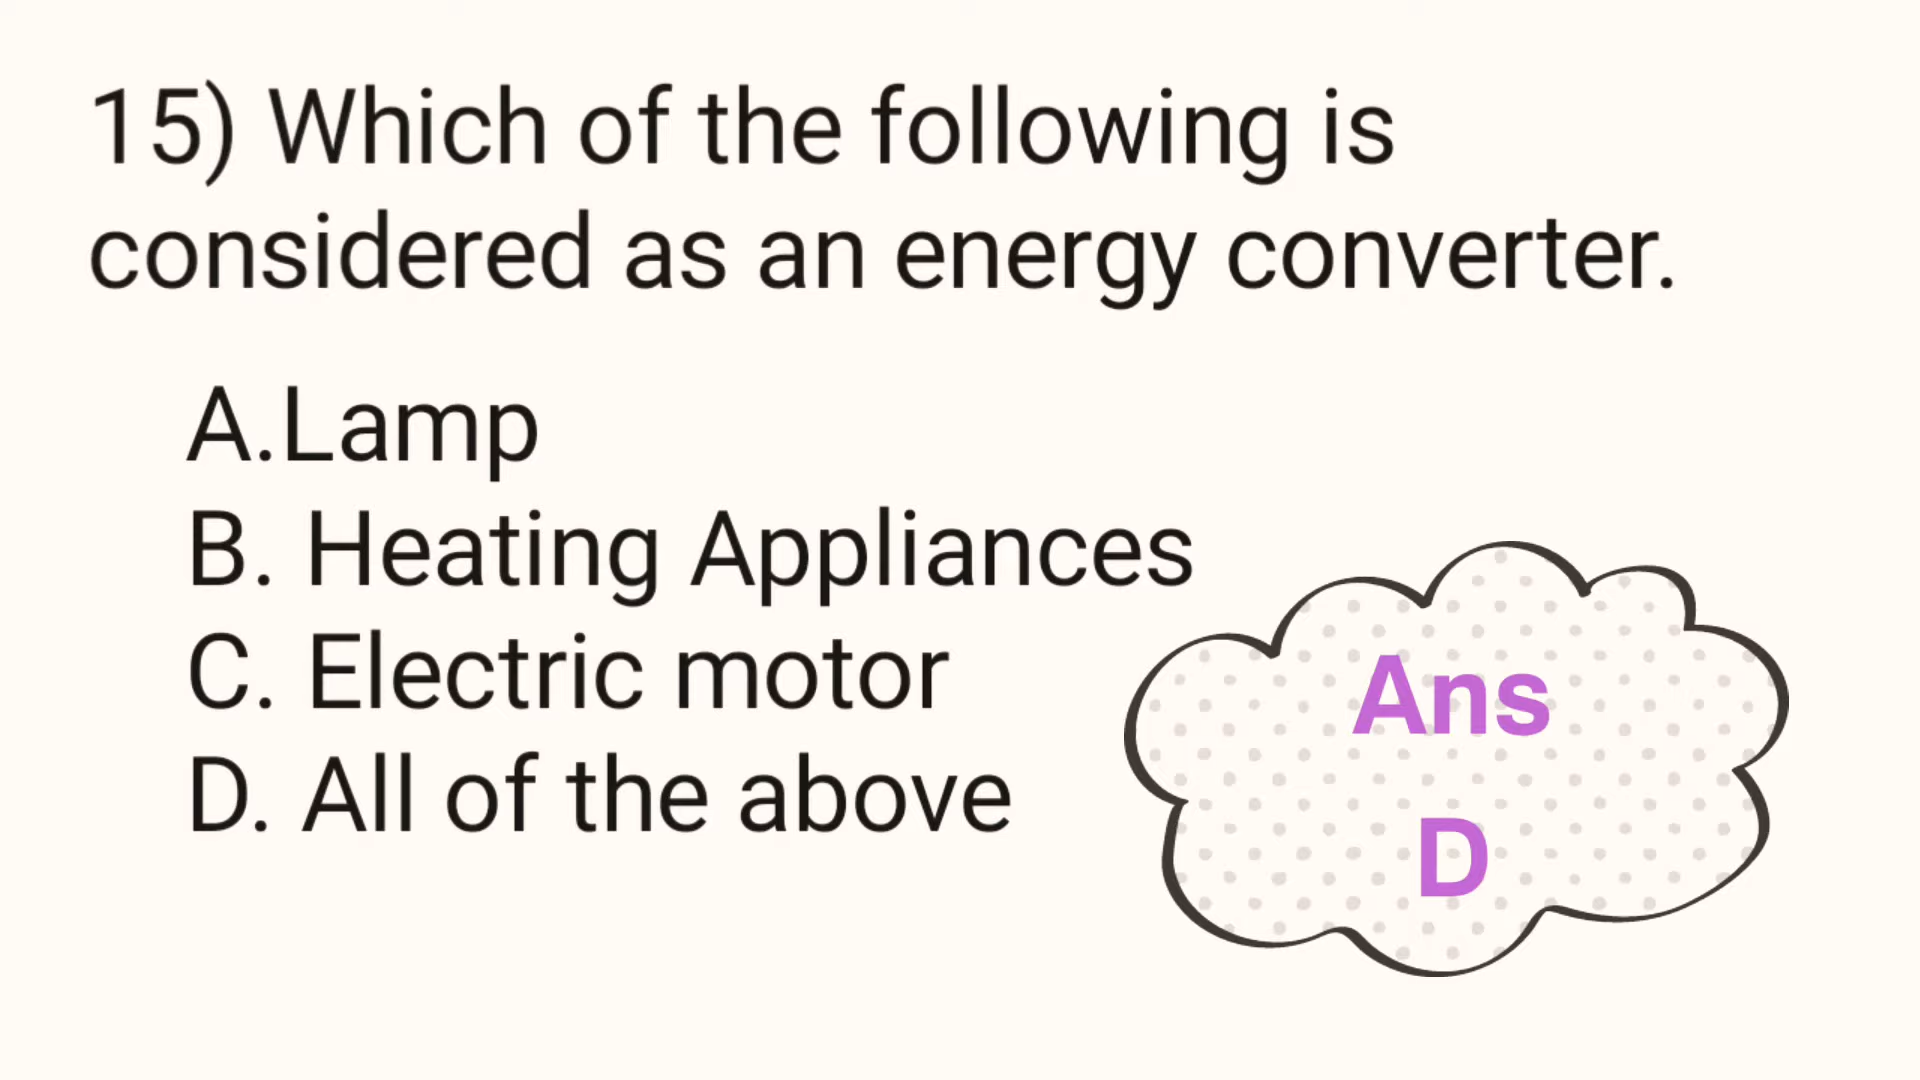 15) Which of the following is
considered as an energy converter.
A.Lamp
B. Heating Appliances
C. Electric motor
D. All of the above
Ans
D